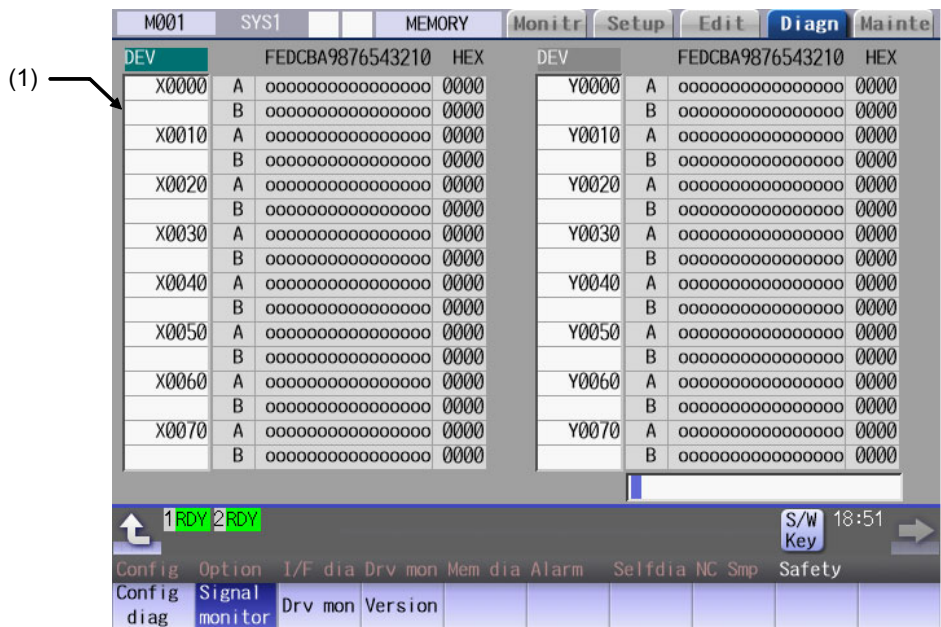 M001 SYS1 MEMORY Monitr Setup Edit Diagn Mainte
DEV FEDCBA9876543210 HEX DEV FEDCBA9876543210 HEX
(1)
X0000 A oooooooooooooooo 0000 Y0000 A oooooooooooooooo 0000
B oooooooooooooooo 0000 B oooooooooooooooo 0000
X0010 A oooooooooooooooo 0000 Y0010 A oooooooooooooooo 0000
B oooooooooooooooo 0000 B oooooooooooooooo 0000
X0020 A oooooooooooooooo 0000 Y0020 A oooooooooooooooo 0000
B oooooooooooooooo 0000 B oooooooooooooooo 0000
X0030 A oooooooooooooooo 0000 Y0030 A oooooooooooooooo 0000
B oooooooooooooooo 0000 B oooooooooooooooo 0000
X0040 A oooooooooooooooo 0000 Y0040 A oooooooooooooooo 0000
B oooooooooooooooo 0000 B oooooooooooooooo 0000
X0050 A oooooooooooooooo 0000 Y0050 A oooooooooooooooo 0000
B oooooooooooooooo 0000 B oooooooooooooooo 0000
X0060 A oooooooooooooooo 0000 Y0060 A oooooooooooooooo 0000
B oooooooooooooooo 0000 B oooooooooooooooo 0000
X0070 A oooooooooooooooo 0000 Y0070 A oooooooooooooooo 0000
B oooooooooooooooo 0000 B oooooooooooooooo 0000
1 RDY 2 RDY S/W Key 18:51
Config Option I/F dia Drv mon Mem dia Alarm Selfdia NC Smp Safety
Config diag Signal monitor Drv mon Version